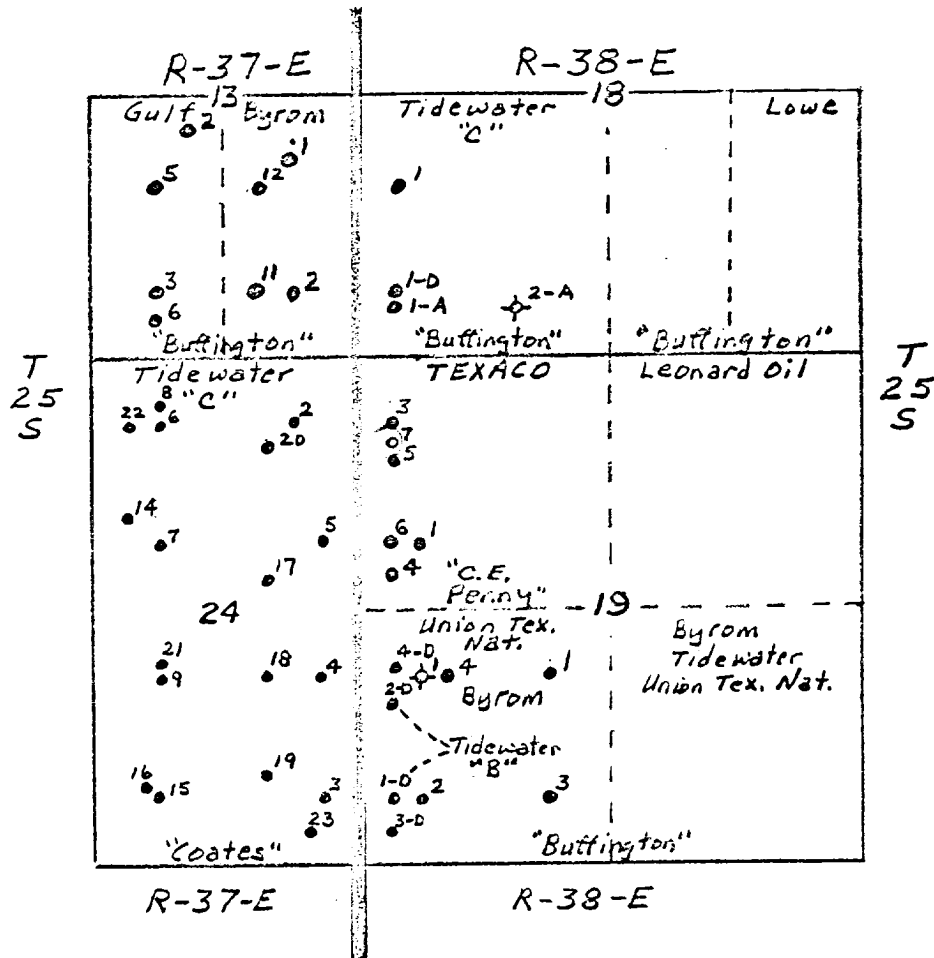 R-37-E R-38-E
13 18
Gulf Byrom Tidewater Lowe
2 "C"
1
5 12 1
3 11 2 1-D 2-A
6 1-A
"Buffington" "Buffington" "Buffington"
T 25 S T 25 S
Tidewater TEXACO Leonard Oil
"C"
8
22 6 2 3
20 7
5
14
7 5 6 1
17 4
"C.E.
Penny"
24 19
Union Tex.
Nat.
Byrom
Tidewater
Union Tex. Nat.
21 4-D
9 18 4 1 4 1
2-D Byrom
Tidewater
"B"
19
16 15 3 1-D 2 3
23 3-D
"Coates" "Buffington"
R-37-E R-38-E